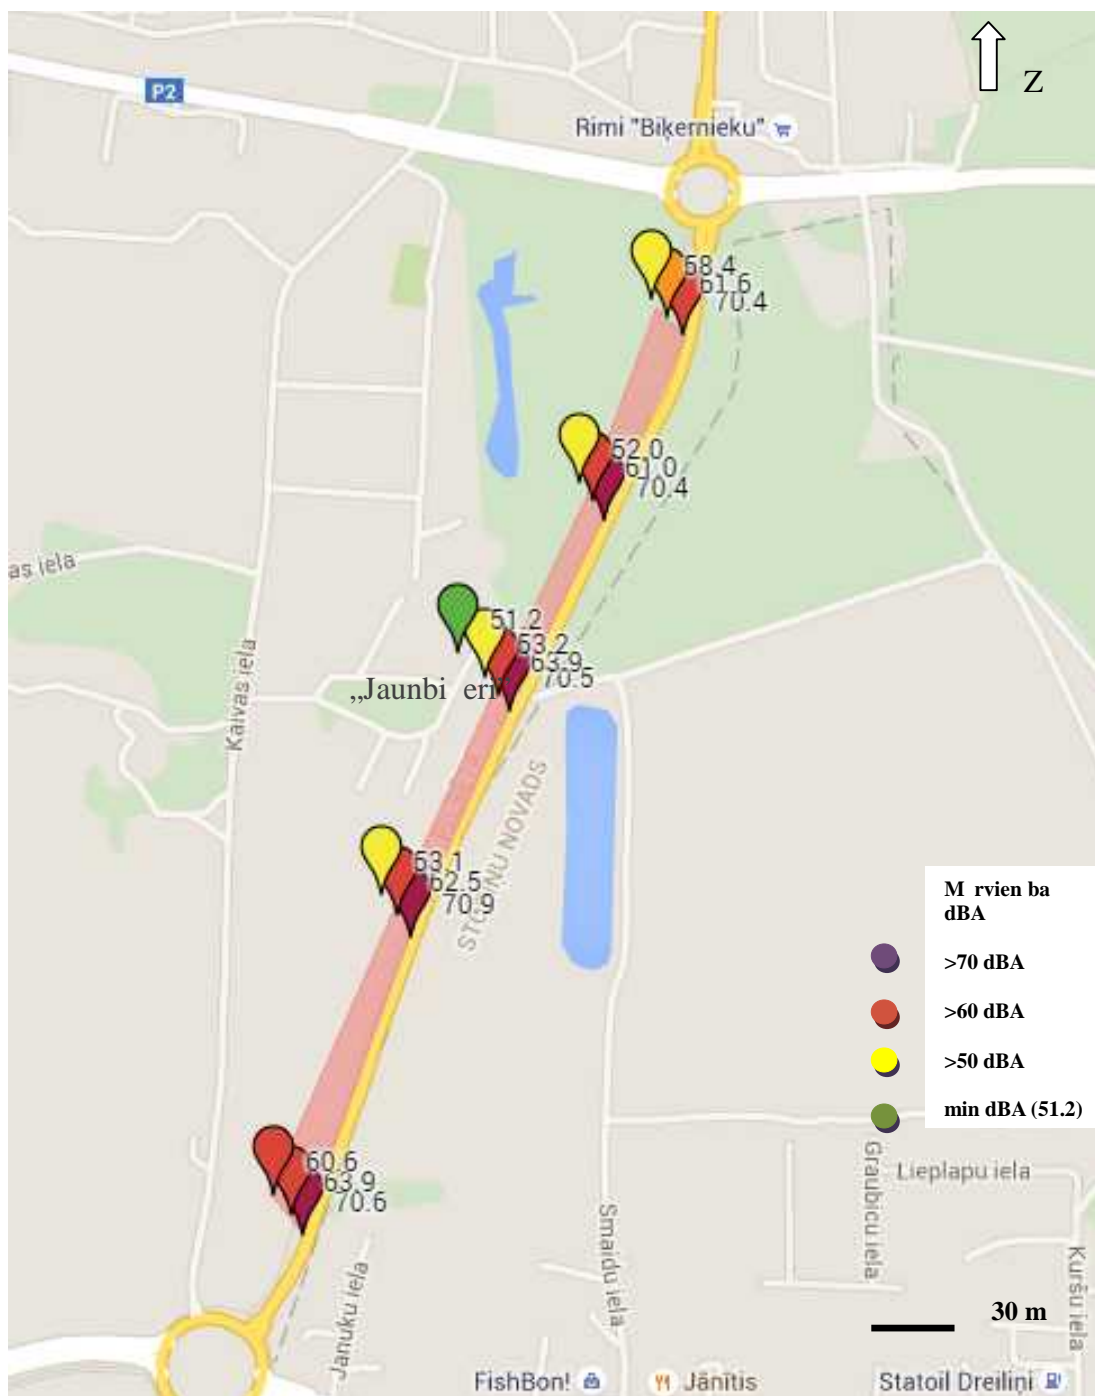 P2
Z
Rimi "Biķernieku"
58.4
61.6
70.4
52.0
61.0
70.4
as iela
51.2
53.2
63.9
70.5
„Jaunbi eri”
Kaivas iela
NOVADS
53.1
62.5
70.9
M rvien ba
dBA
>70 dBA
>60 dBA
>50 dBA
min dBA (51.2)
60.6
63.9
70.6
Graubicu iela
Lieplapu iela
Smaidu iela
Kuršu iela
Januku iela
30 m
FishBon!
Jānītis
Statoil Dreiliņi